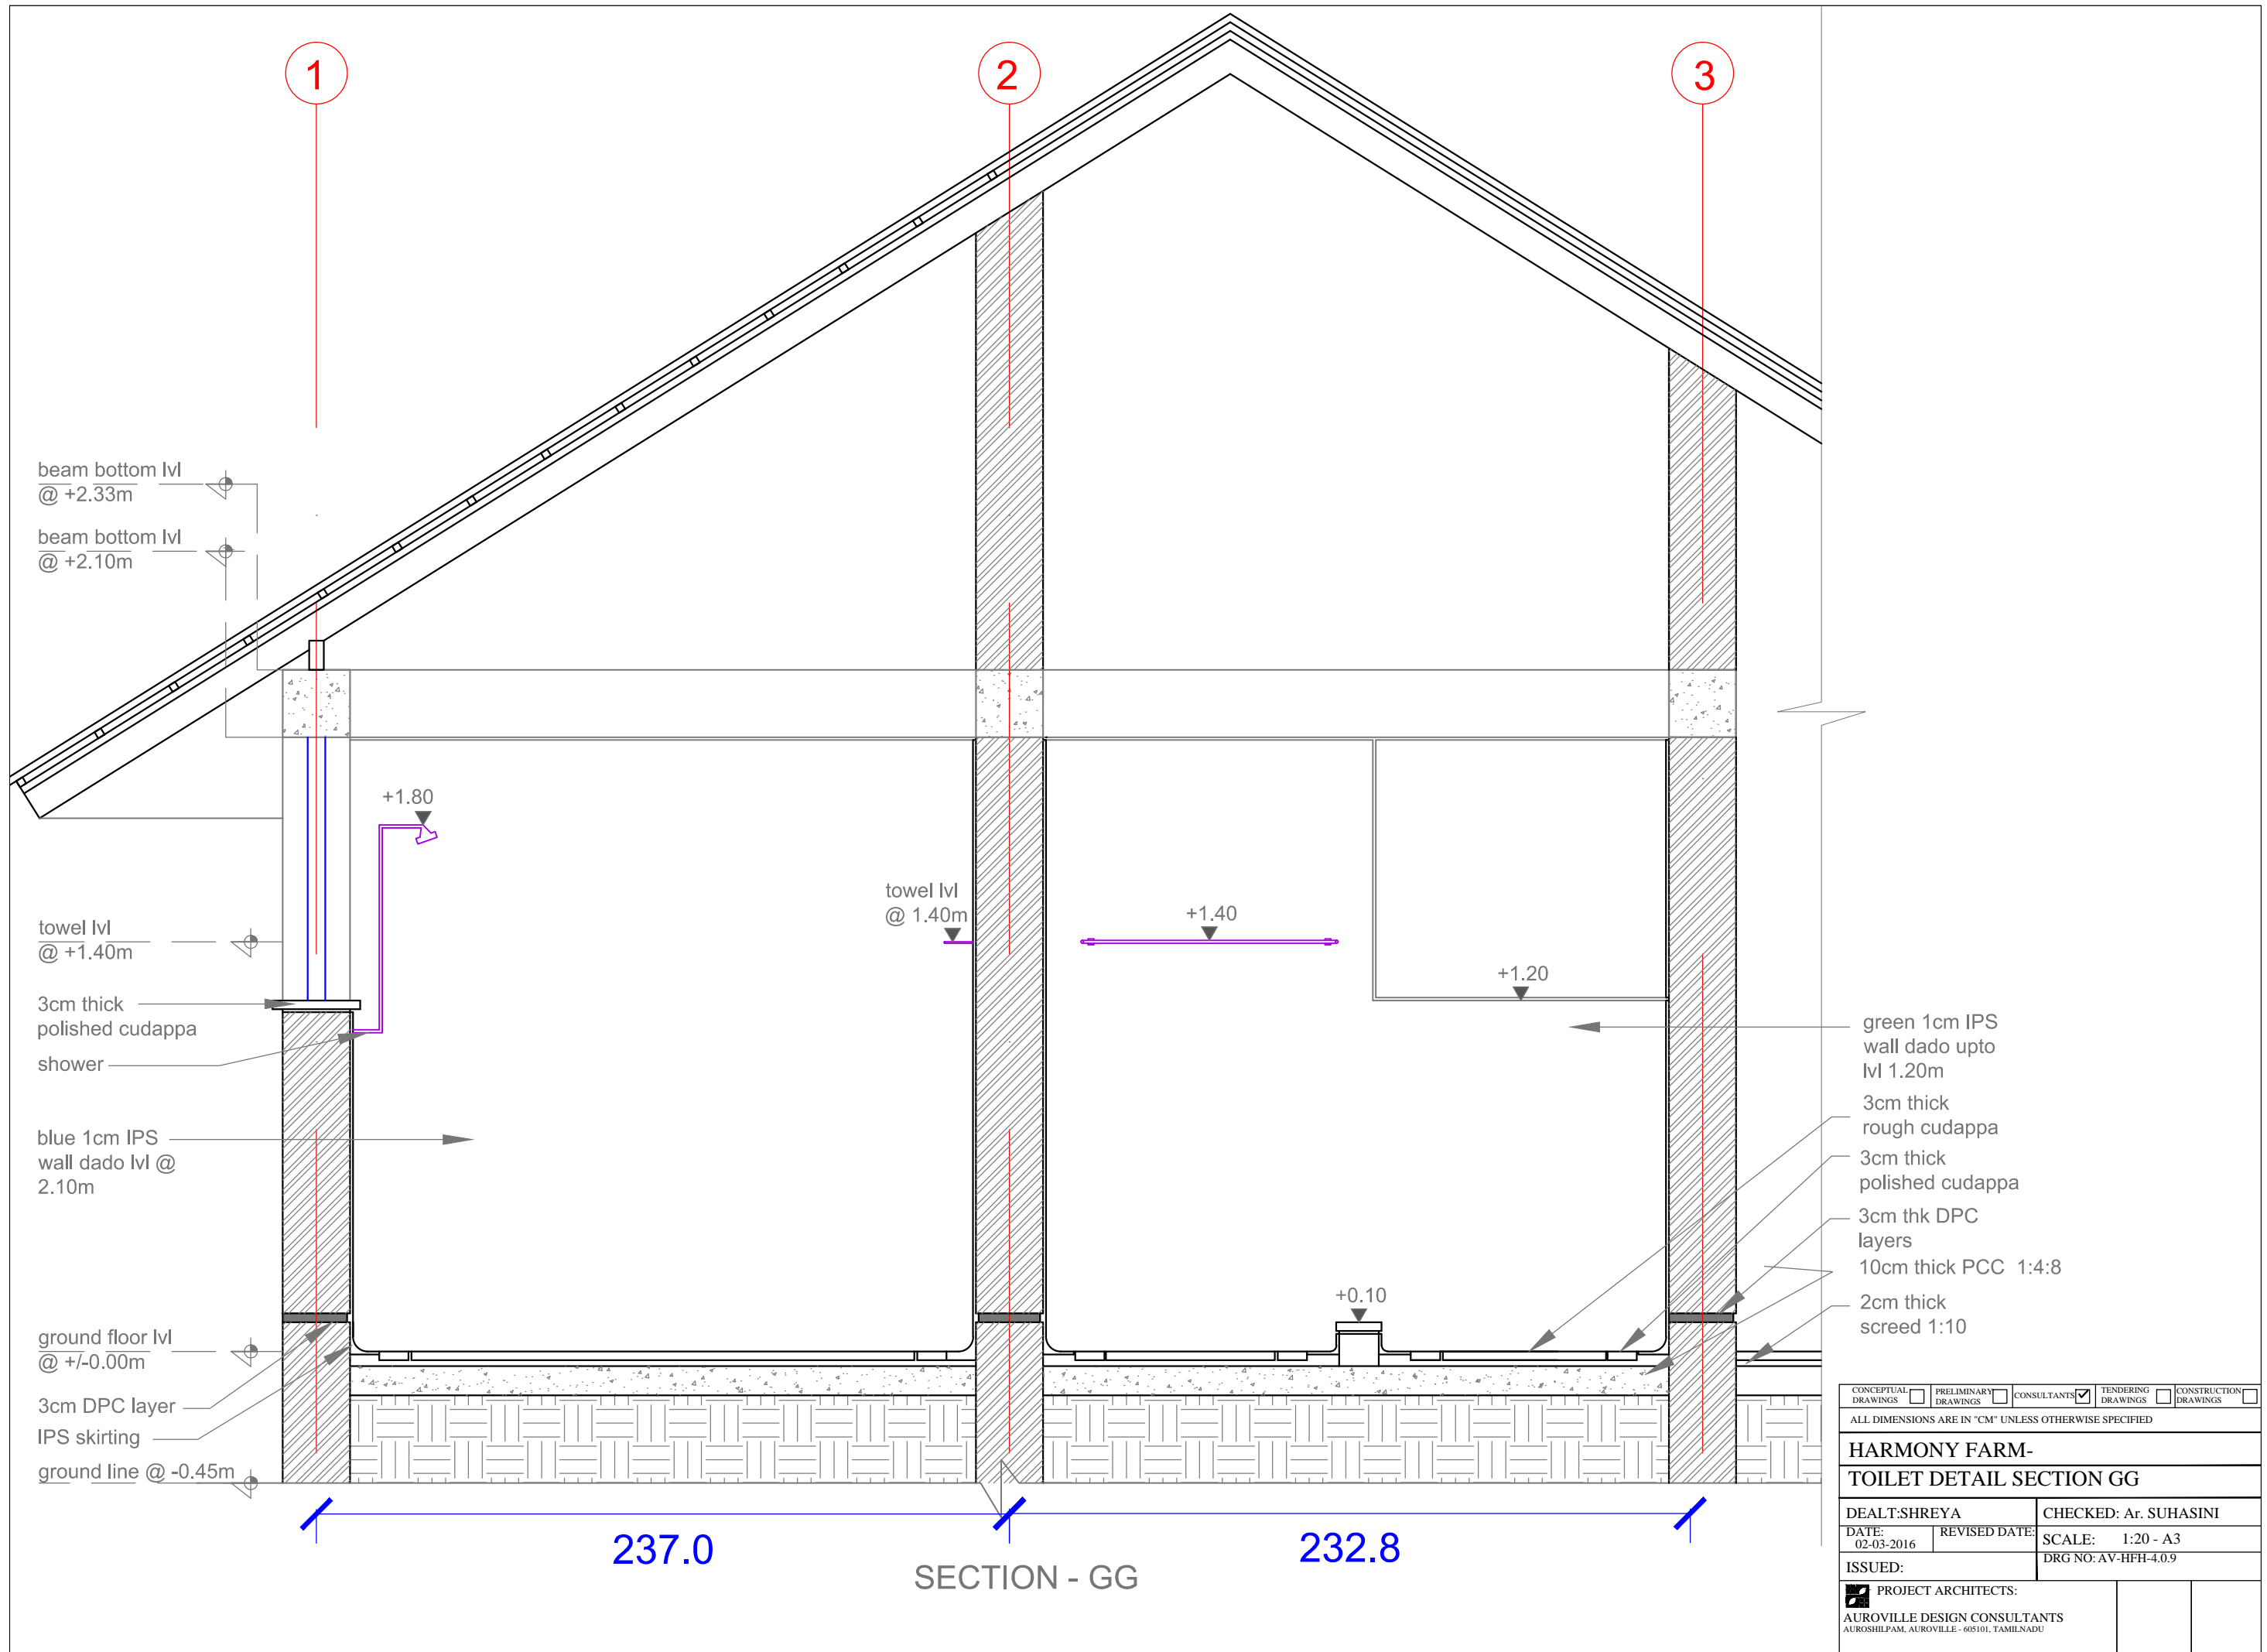 1
2
3
beam bottom lvl
@ +2.33m
beam bottom lvl
@ +2.10m
+1.80
towel lvl
@ 1.40m
+1.40
+1.20
towel lvl
@ +1.40m
3cm thick
polished cudappa
shower
blue 1cm IPS
wall dado lvl @
2.10m
green 1cm IPS
wall dado upto
lvl 1.20m
3cm thick
rough cudappa
3cm thick
polished cudappa
3cm thk DPC
layers
10cm thick PCC 1:4:8
2cm thick
screed 1:10
+0.10
ground floor lvl
@ +/-0.00m
3cm DPC layer
IPS skirting
ground line @ -0.45m
237.0
232.8
SECTION - GG
CONCEPTUAL DRAWINGS
PRELIMINARY DRAWINGS
CONSULTANTS
TENDERING DRAWINGS
CONSTRUCTION DRAWINGS
ALL DIMENSIONS ARE IN "CM" UNLESS OTHERWISE SPECIFIED
HARMONY FARM-
TOILET DETAIL SECTION GG
DEALT:SHREYA
CHECKED: Ar. SUHASINI
DATE:
02-03-2016
REVISED DATE:
SCALE: 1:20 - A3
ISSUED:
DRG NO: AV-HFH-4.0.9
PROJECT ARCHITECTS:
AUROVILLE DESIGN CONSULTANTS
AUROSHILPAM, AUROVILLE - 605101, TAMILNADU